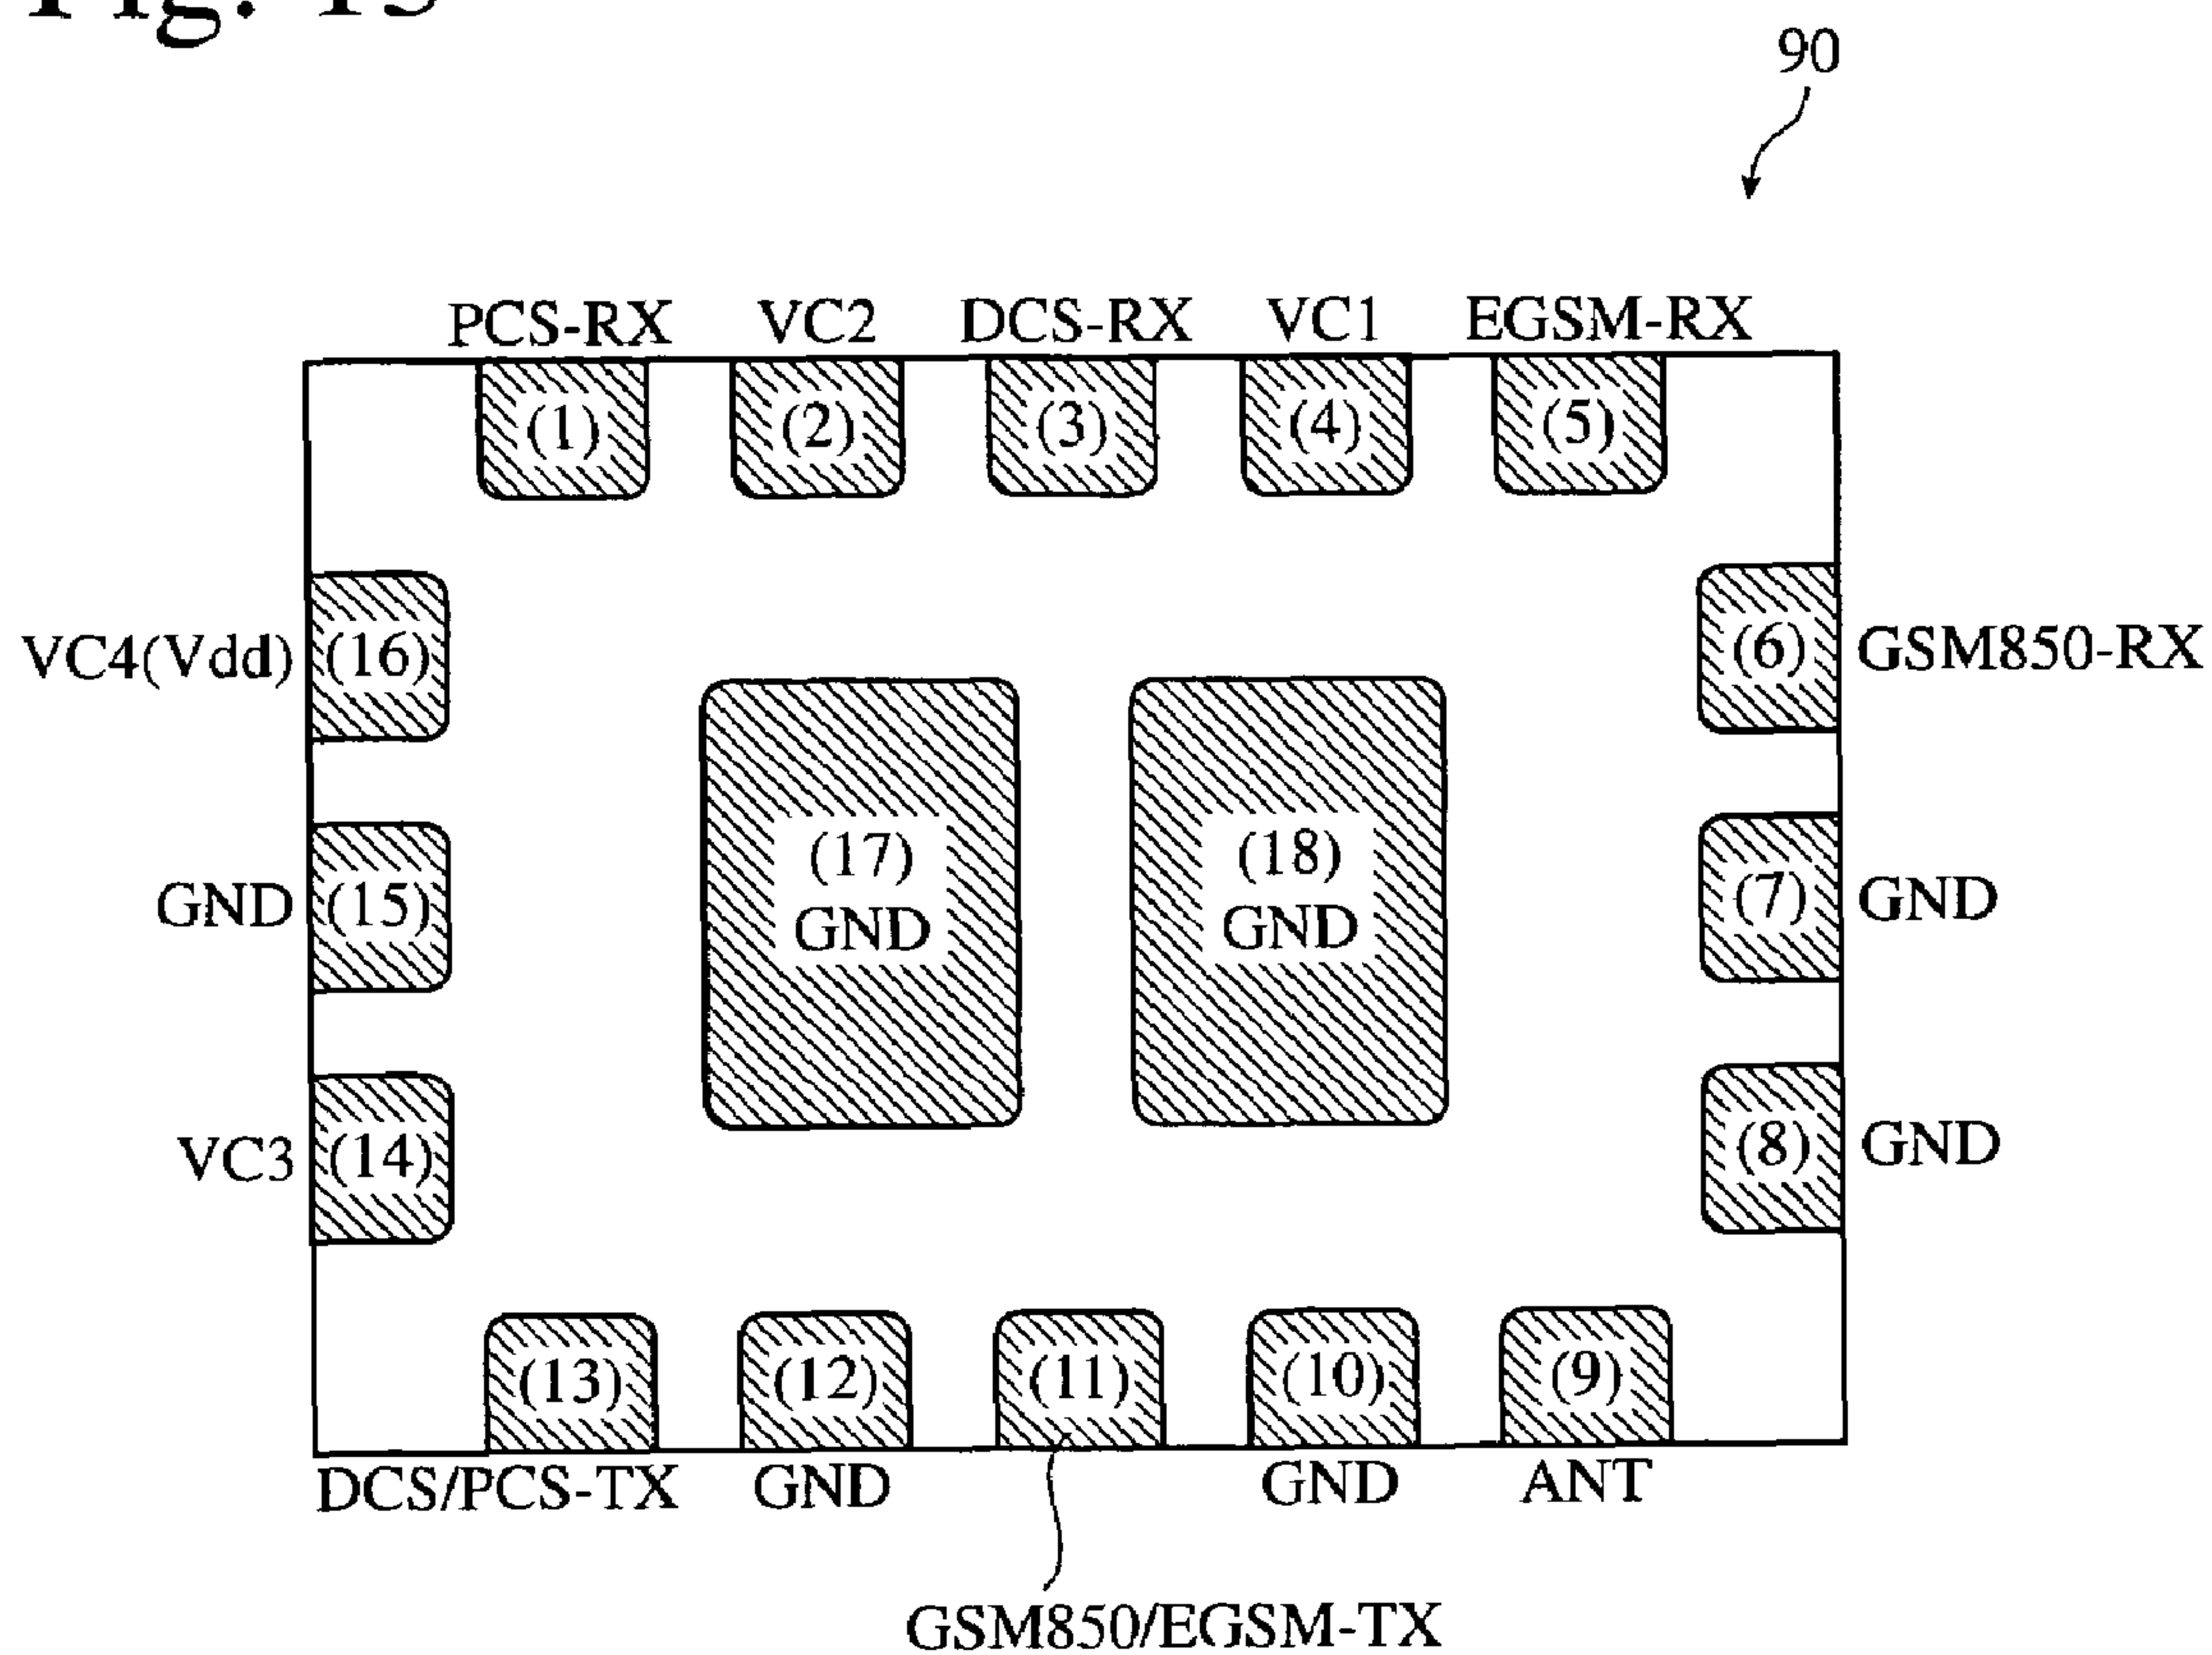 Fig. 15
90
PCS-RX VC2 DCS-RX VC1 EGSM-RX
(1) (2) (3) (4) (5)
VC4(Vdd) (16) (6) GSM850-RX
(17) (18)
GND (15) GND GND (7) GND
VC3 (14) (8) GND
(13) (12) (11) (10) (9)
DCS/PCS-TX GND GND ANT
GSM850/EGSM-TX